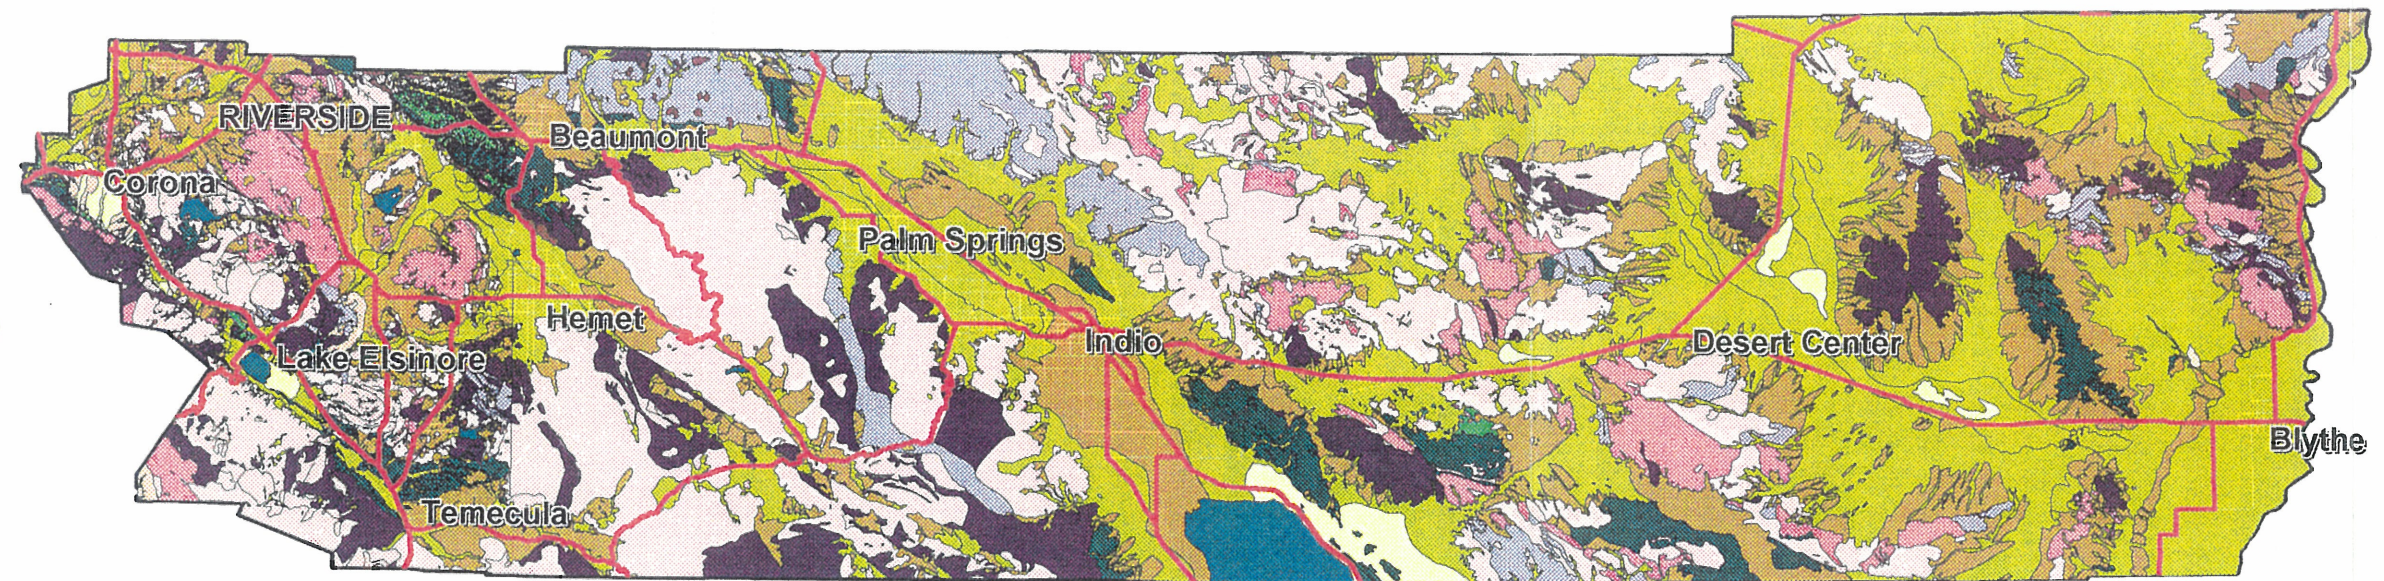 RIVERSIDE
Beaumont
Corona
Palm Springs
Hemet
Indio
Desert Center
Lake Elsinore
Blythe
Temecula